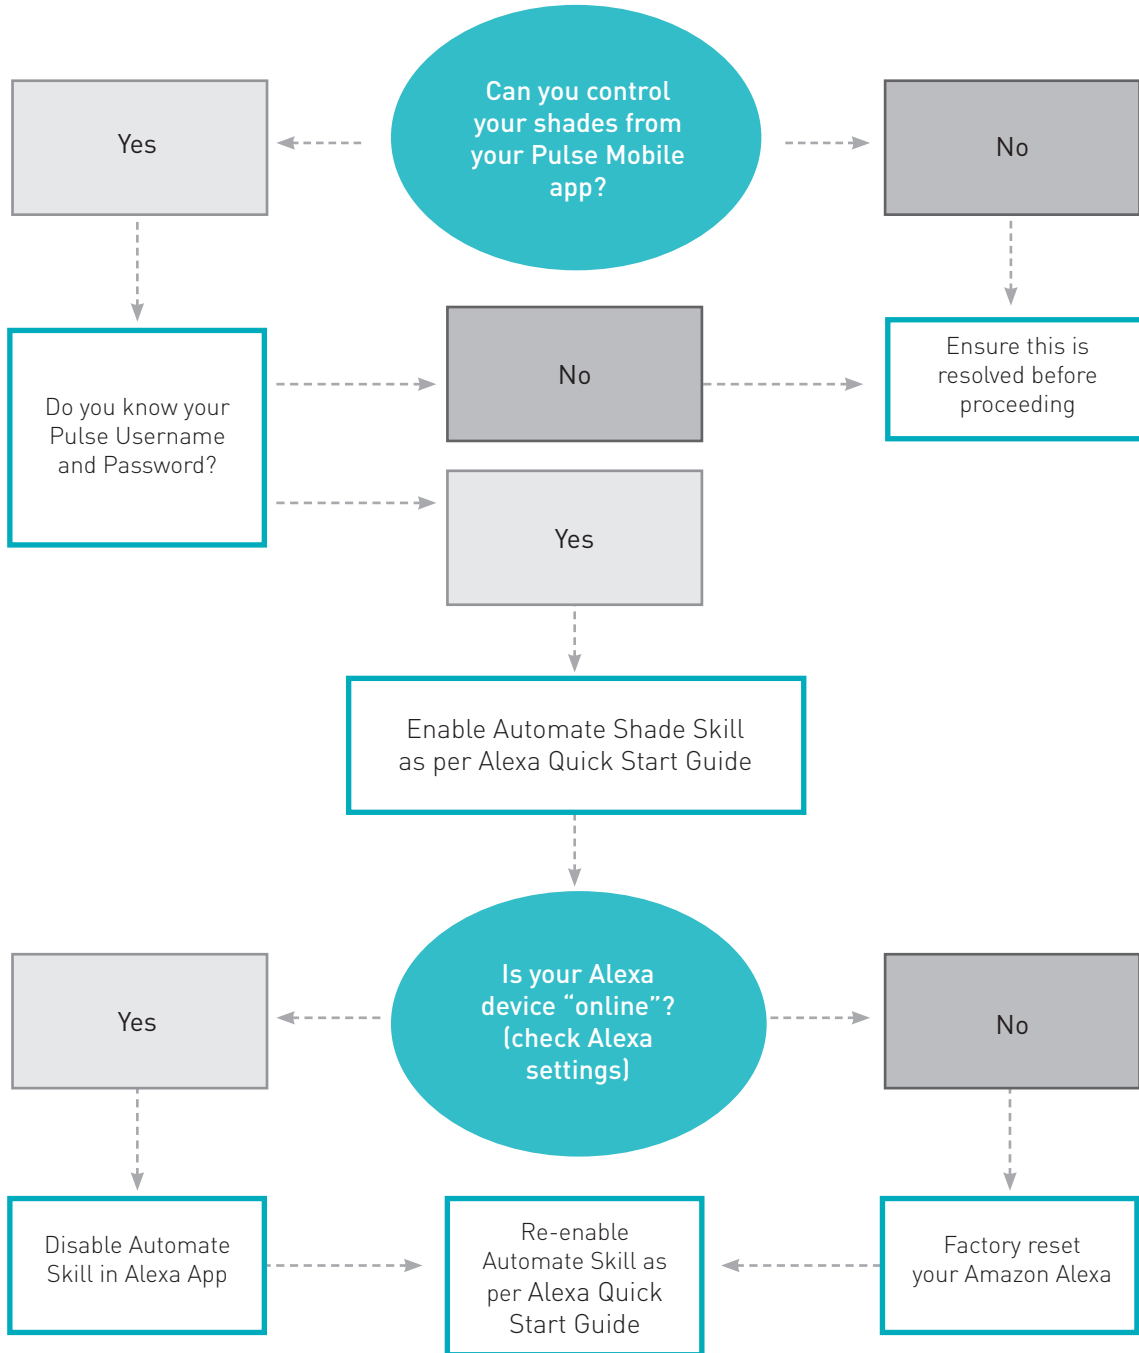 Can you control
your shades from
your Pulse Mobile
app?
Yes
No
Do you know your
Pulse Username
and Password?
No
Ensure this is
resolved before
proceeding
Yes
Enable Automate Shade Skill
as per Alexa Quick Start Guide
Is your Alexa
device “online”?
(check Alexa
settings)
Yes
No
Disable Automate
Skill in Alexa App
Re-enable
Automate Skill as
per Alexa Quick
Start Guide
Factory reset
your Amazon Alexa